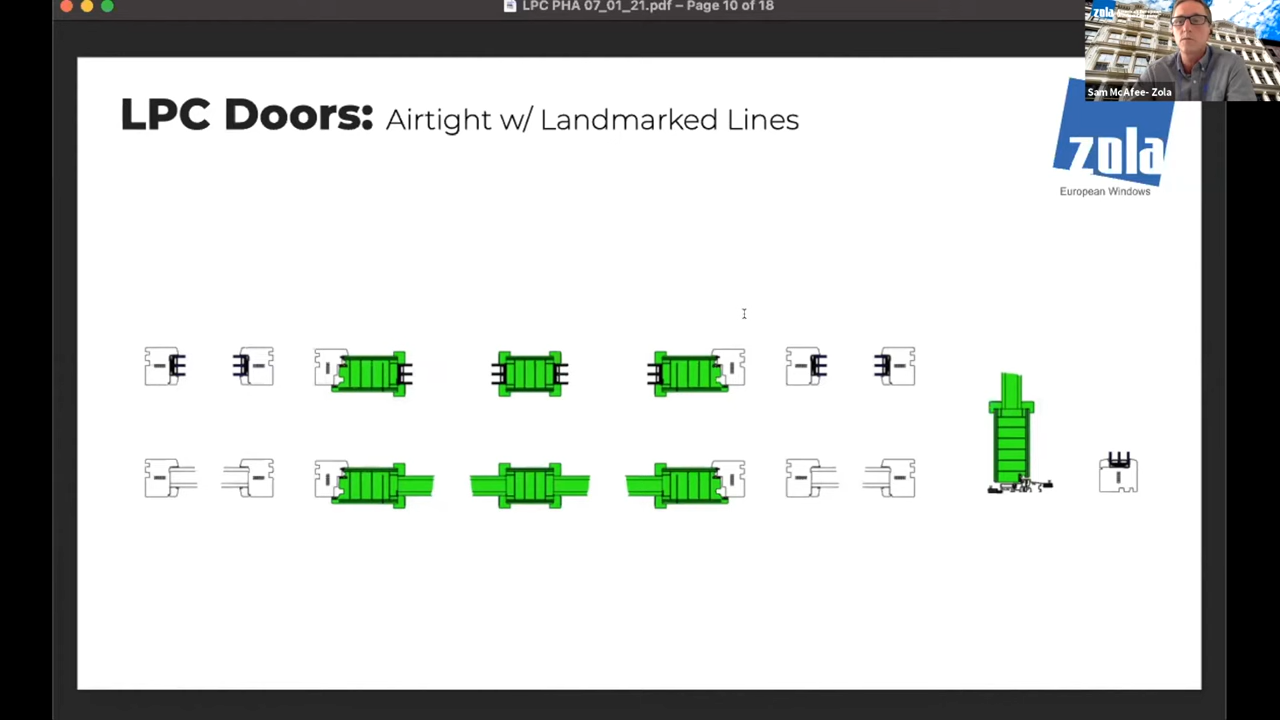 LPC PHA 07_01_21.pdf – Page 10 of 18
zola
Sam McAfee- Zola
LPC Doors: Airtight w/ Landmarked Lines
zola
European Windows